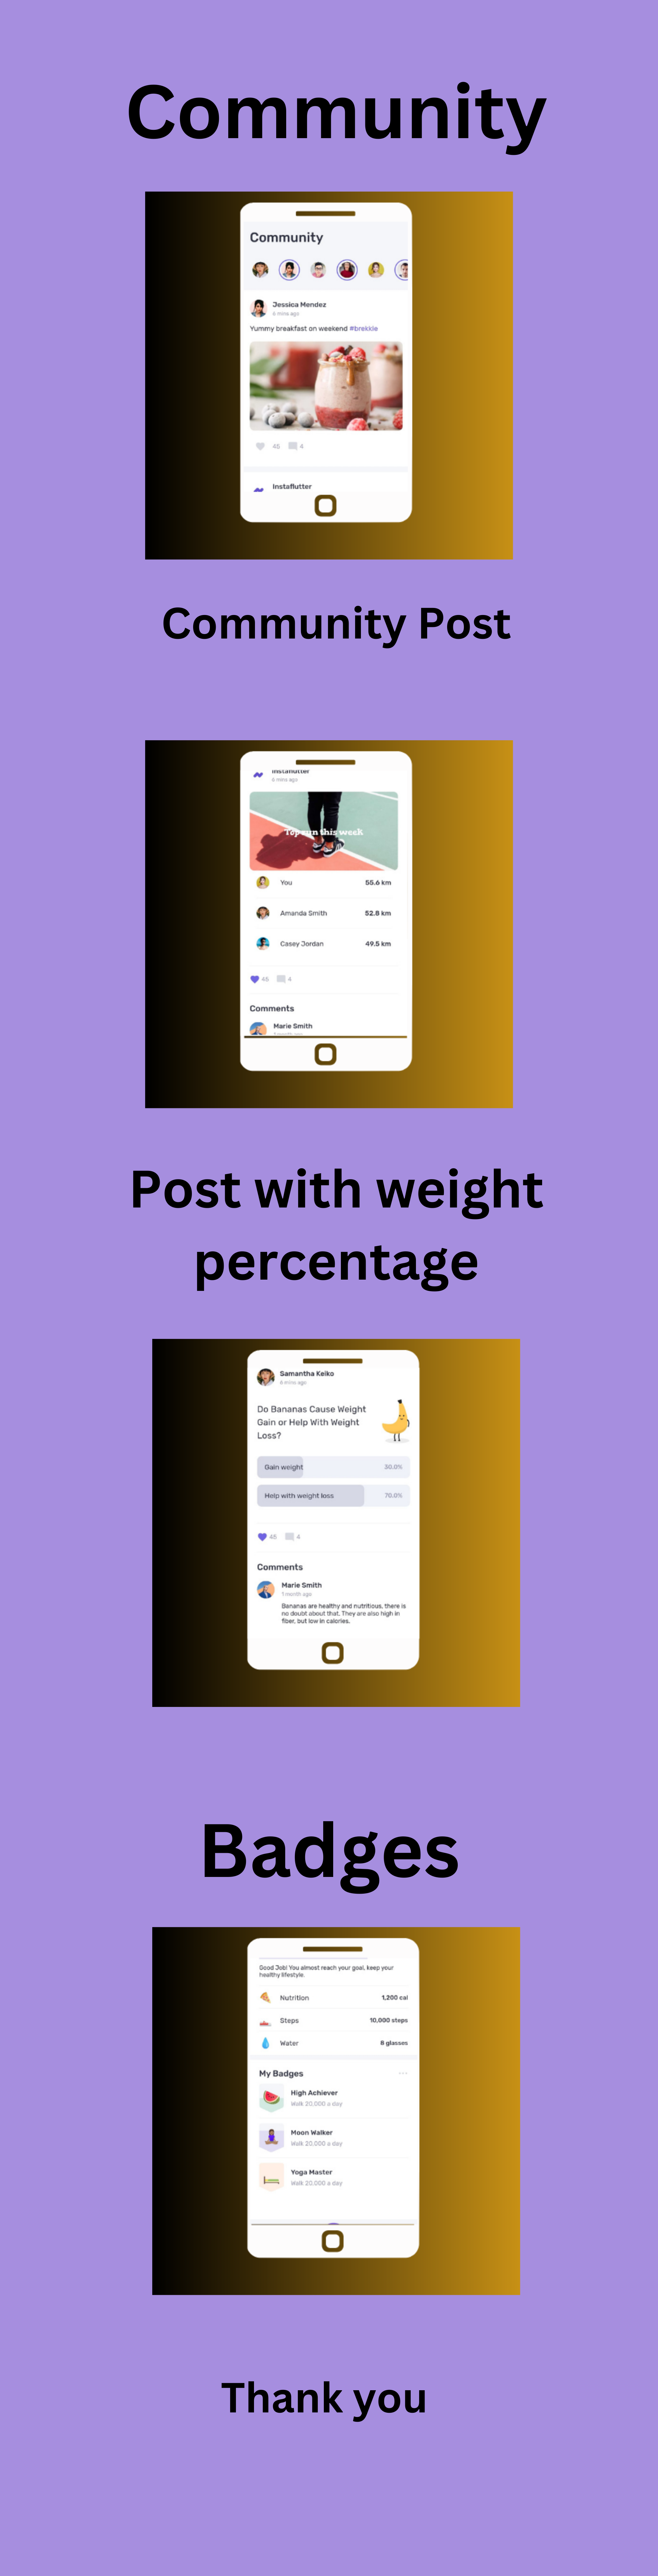 Community
Community
Jessica Mendez
6 mins ago
Yummy breakfast on weekend #brekkie
45 4
Instaflutter
Community Post
Instaflutter
6 mins ago
Top run this week
You 55.6 km
Amanda Smith 52.8 km
Casey Jordan 49.5 km
45 4
Comments
Marie Smith
Post with weight
percentage
Samantha Keiko
6 mins ago
Do Bananas Cause Weight
Gain or Help With Weight
Loss?
Gain weight 30.0%
Help with weight loss 70.0%
45 4
Comments
Marie Smith
1 month ago
Bananas are healthy and nutritious, there is
no doubt about that. They are also high in
fiber, but low in calories.
Badges
Good Job! You almost reach your goal, keep your
healthy lifestyle.
Nutrition 1,200 cal
Steps 10,000 steps
Water 8 glasses
My Badges
High Achiever
Walk 20.000 a day
Moon Walker
Walk 20.000 a day
Yoga Master
Walk 20.000 a day
Thank you